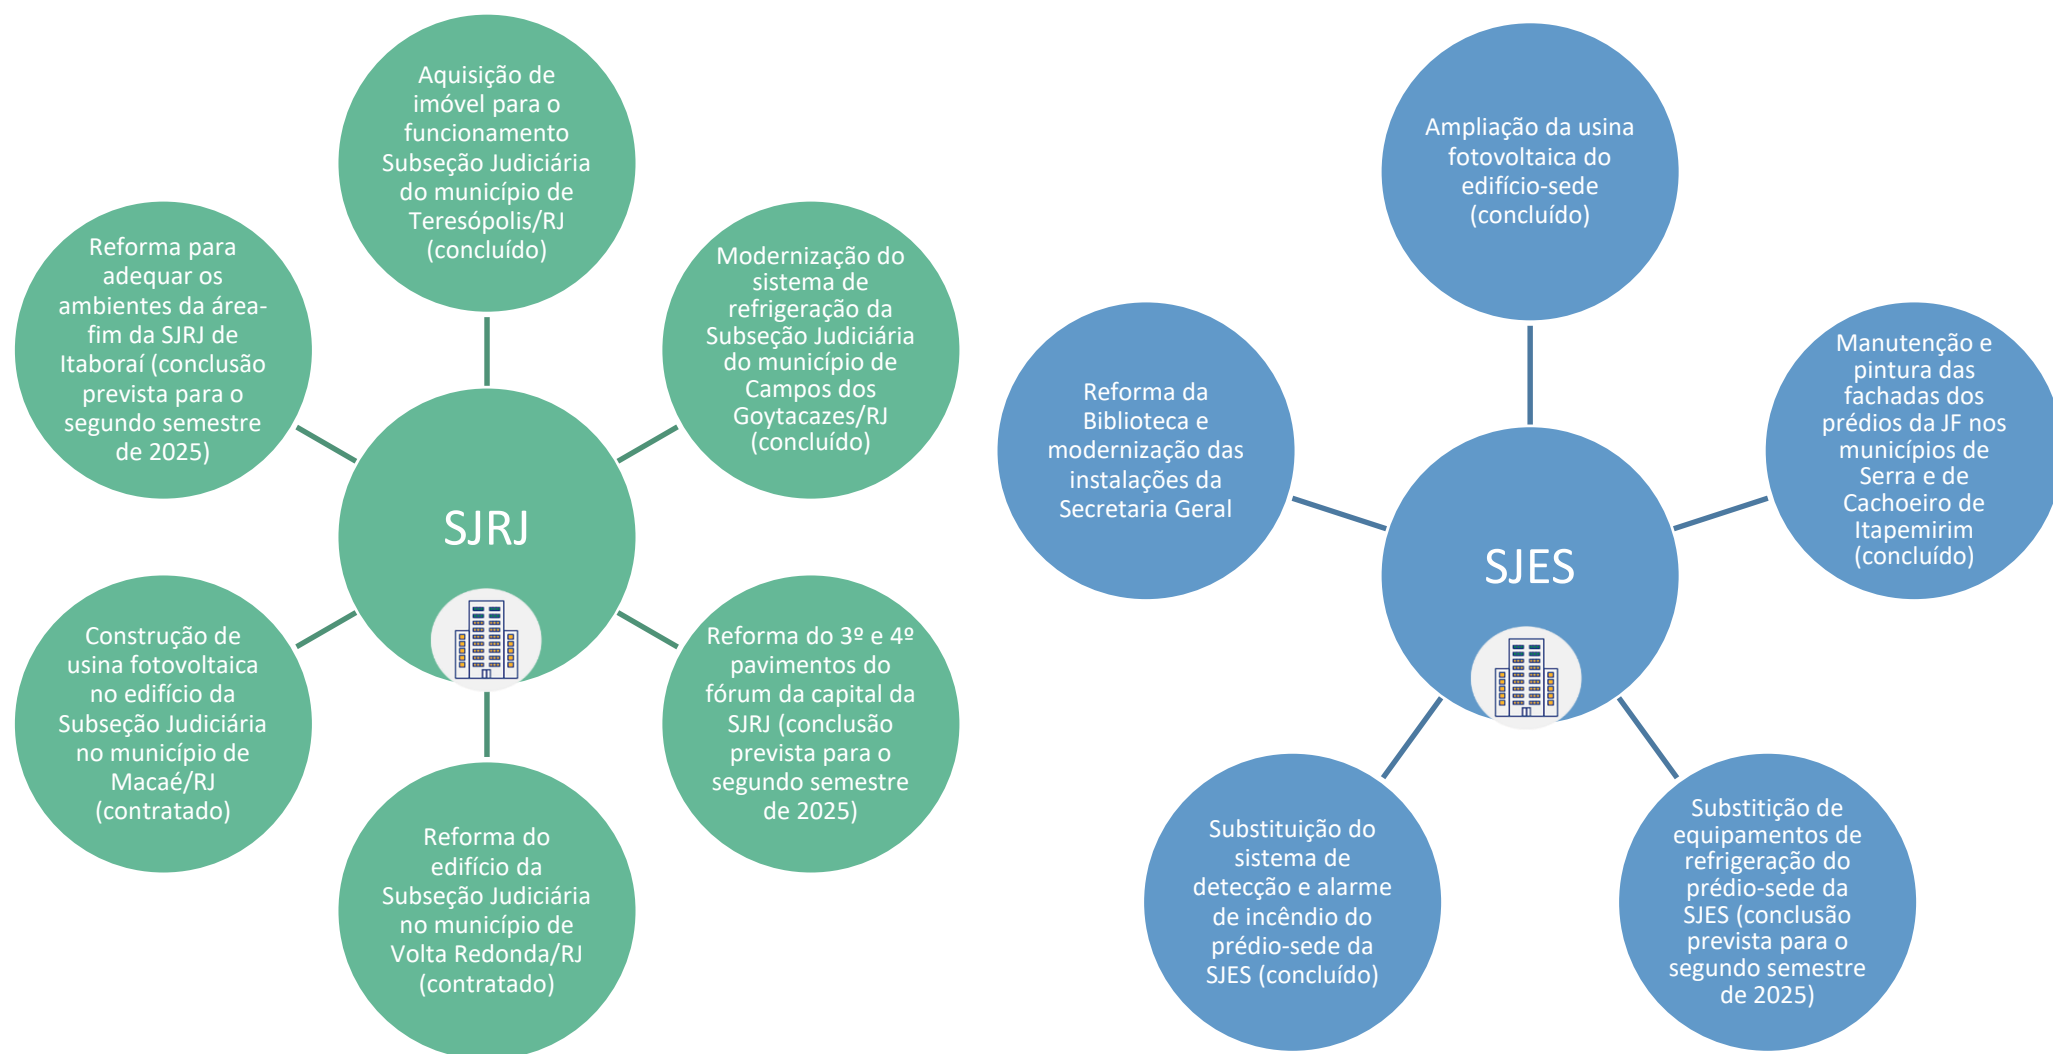 SJRJ
Aquisição de
imóvel para o
funcionamento
Subseção Judiciária
do município de
Teresópolis/RJ
(concluído)
Modernização do
sistema de
refrigeração da
Subseção Judiciária
do município de
Campos dos
Goytacazes/RJ
(concluído)
Reforma do 3º e 4º
pavimentos do
fórum da capital da
SJRJ (conclusão
prevista para o
segundo semestre
de 2025)
Reforma do
edifício da
Subseção Judiciária
no município de
Volta Redonda/RJ
(contratado)
Construção de
usina fotovoltaica
no edifício da
Subseção Judiciária
no município de
Macaé/RJ
(contratado)
Reforma para
adequar os
ambientes da área-
fim da SJRJ de
Itaboraí (conclusão
prevista para o
segundo semestre
de 2025)
SJES
Ampliação da usina
fotovoltaica do
edifício-sede
(concluído)
Manutenção e
pintura das
fachadas dos
prédios da JF nos
municípios de
Serra e de
Cachoeiro de
Itapemirim
(concluído)
Substitição de
equipamentos de
refrigeração do
prédio-sede da
SJES (conclusão
prevista para o
segundo semestre
de 2025)
Substituição do
sistema de
detecção e alarme
de incêndio do
prédio-sede da
SJES (concluído)
Reforma da
Biblioteca e
modernização das
instalações da
Secretaria Geral